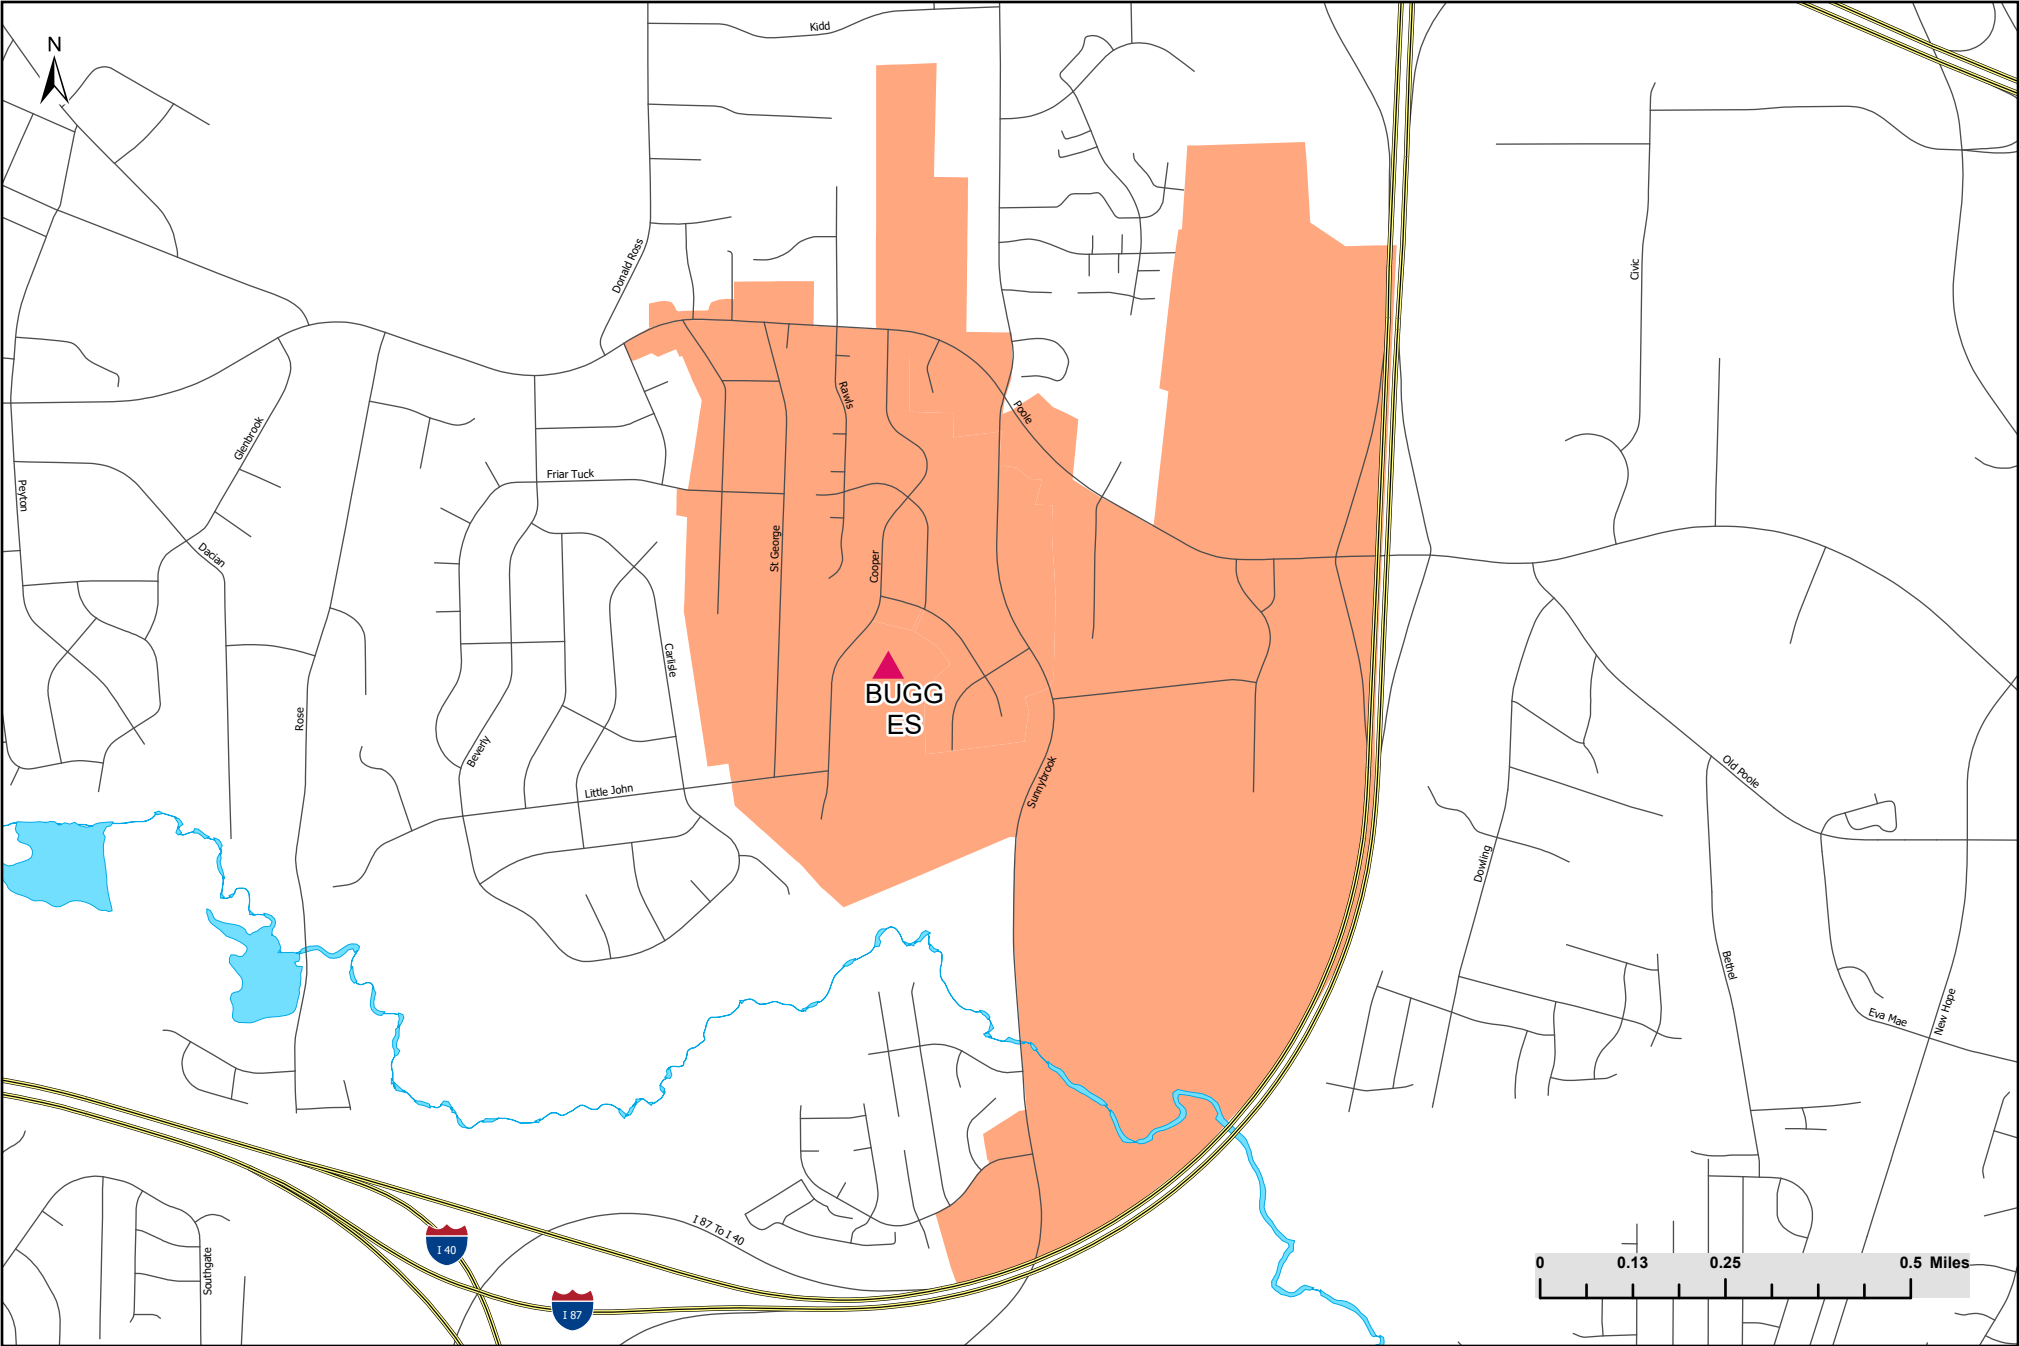 Kidd
N
Donald Ross
Civic
Rawls
Poole
Glenbrook
Friar Tuck
Peyton
St George
Dacian
Cooper
Carlisle
BUGG
ES
Rose
Beverly
Sunnybrook
Old Poole
Little John
Dowling
Bethel
New Hope
Eva Mae
I 87 To I 40
I 40
Southgate
0 0.13 0.25 0.5 Miles
I 87